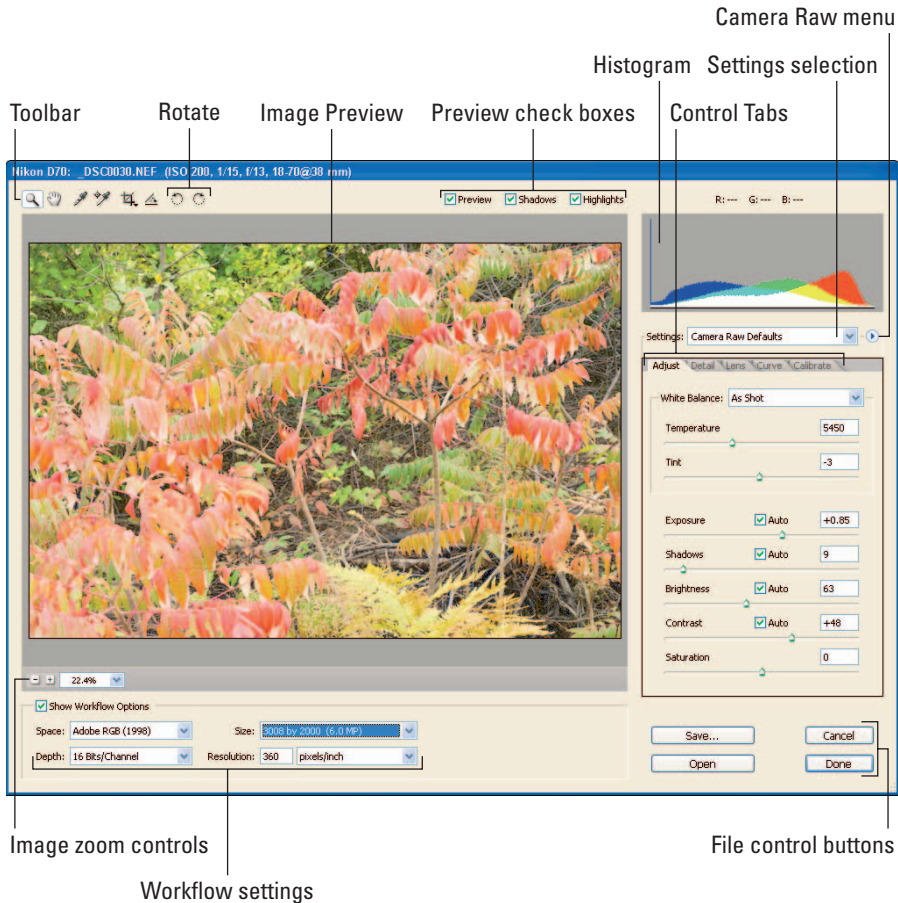 Camera Raw menu
Histogram Settings selection
Toolbar Rotate Image Preview Preview check boxes Control Tabs
Nikon D70: _DSC0030.NEF (ISO 200, 1/15, f/13, 18-70@38 mm)
Preview Shadows Highlights R: --- G: --- B: ---
Settings: Camera Raw Defaults
Adjust Detail Lens Curve Calibrate
White Balance: As Shot
Temperature 5450
Tint -3
Exposure Auto +0.85
Shadows Auto 9
Brightness Auto 63
Contrast Auto +48
Saturation 0
22.4%
Show Workflow Options
Space: Adobe RGB (1998) Size: 3008 by 2000 (6.0 MP)
Depth: 16 Bits/Channel Resolution: 360 pixels/inch
Save... Cancel
Open Done
Image zoom controls File control buttons
Workflow settings